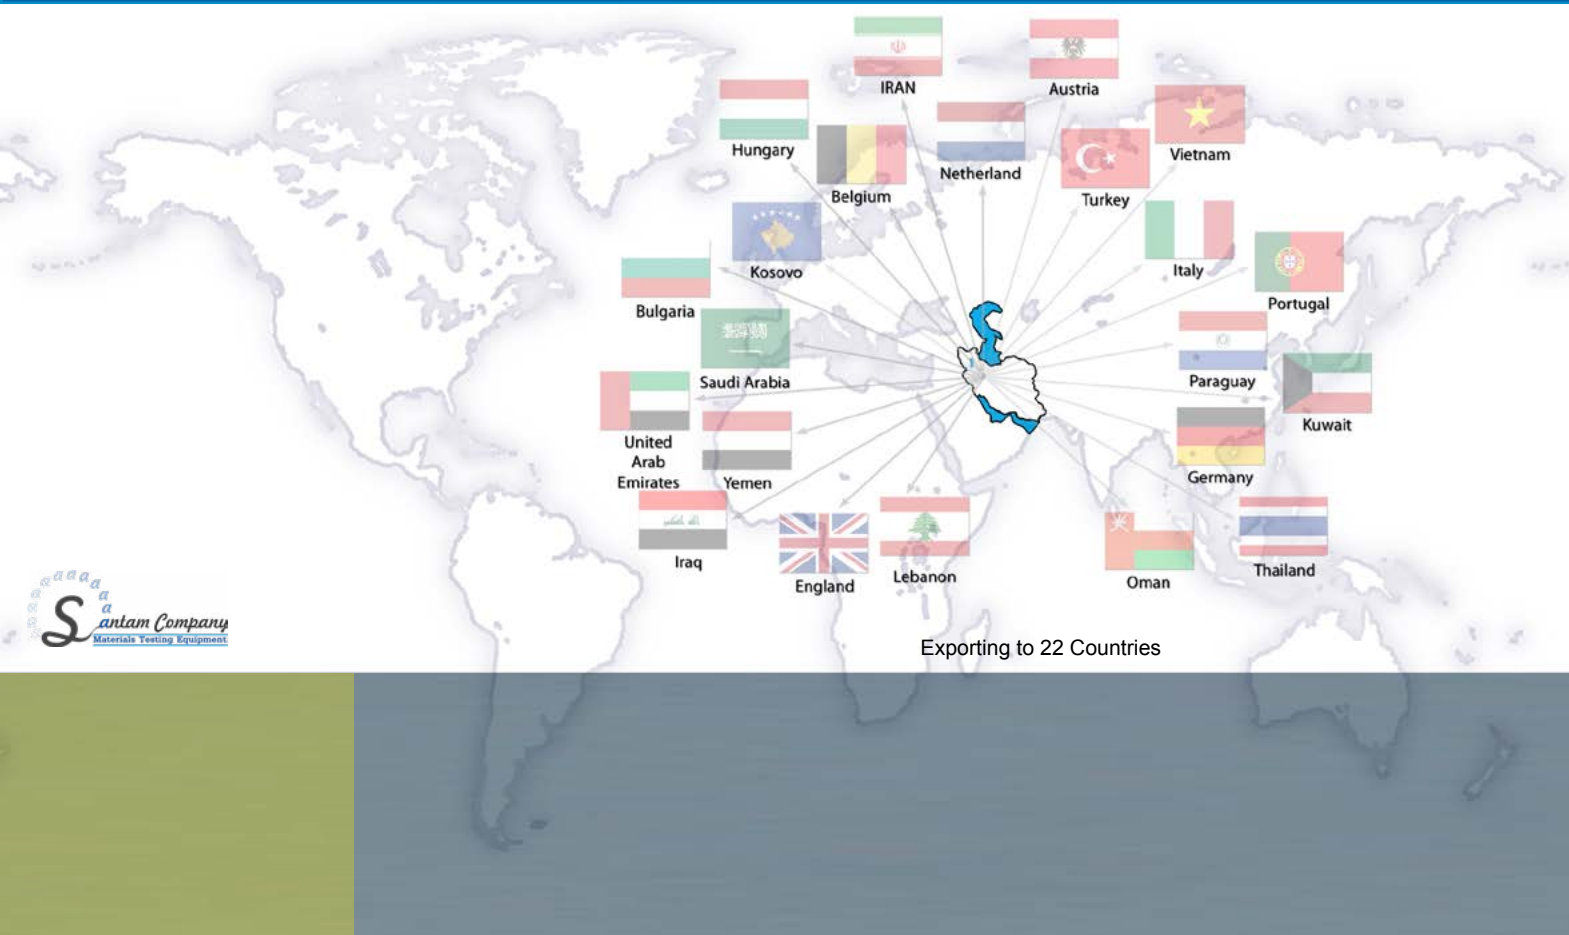 IRAN
Austria
Hungary
Belgium
Netherland
Turkey
Vietnam
Kosovo
Italy
Bulgaria
Portugal
Saudi Arabia
Paraguay
Kuwait
United
Arab
Emirates
Yemen
Germany
Iraq
England
Lebanon
Oman
Thailand
Santam Company
Materials Testing Equipment
Exporting to 22 Countries